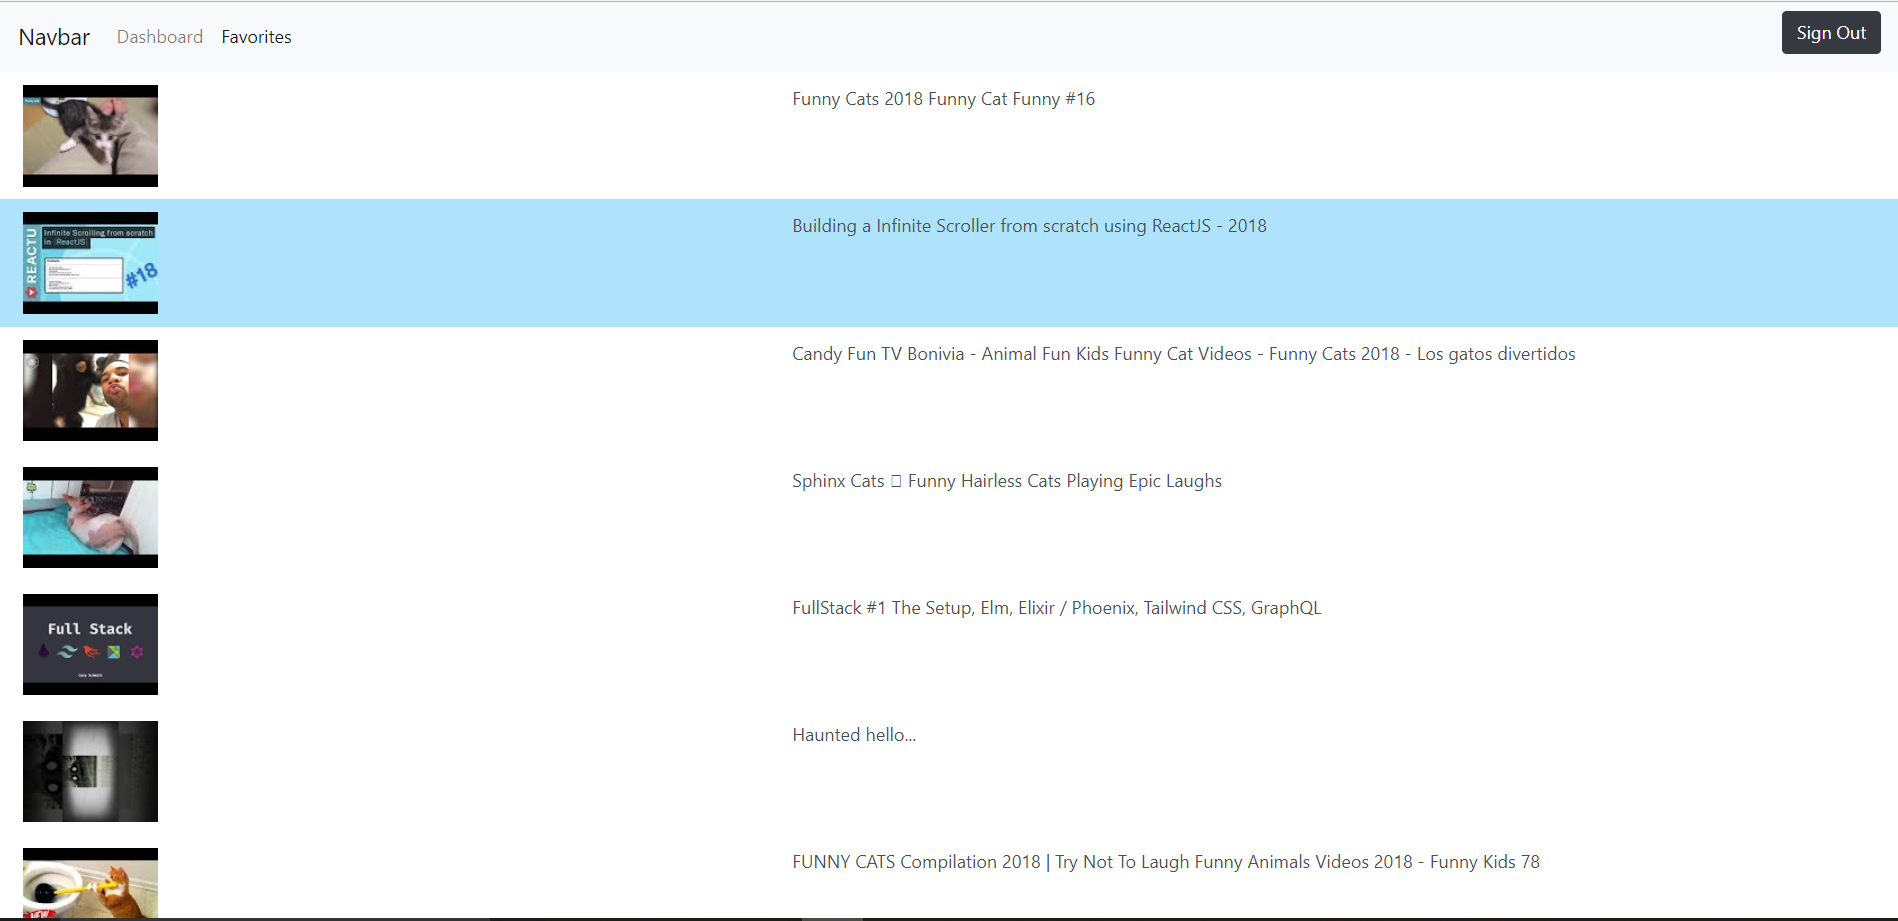 Navbar Dashboard Favorites Sign Out
Funny Cats 2018 Funny Cat Funny #16
REACTU
Infinite Scrolling from scratch
in [ReactJS]
#18
Building a Infinite Scroller from scratch using ReactJS - 2018
Candy Fun TV Bonivia - Animal Fun Kids Funny Cat Videos - Funny Cats 2018 - Los gatos divertidos
Sphinx Cats ▯ Funny Hairless Cats Playing Epic Laughs
Full Stack
FullStack #1 The Setup, Elm, Elixir / Phoenix, Tailwind CSS, GraphQL
Haunted hello...
NEW
FUNNY CATS Compilation 2018 | Try Not To Laugh Funny Animals Videos 2018 - Funny Kids 78